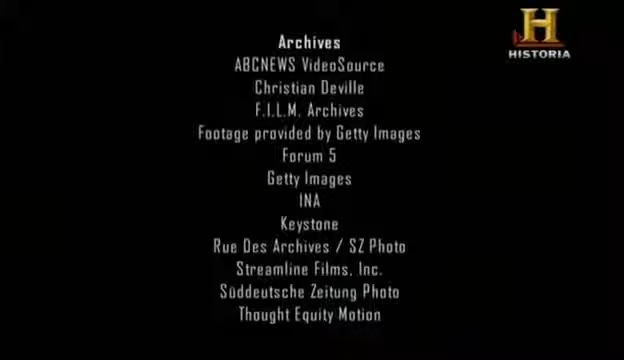 Archives
ABCNEWS VideoSource
Christian Deville
F.I.L.M. Archives
Footage provided by Getty Images
Forum 5
Getty Images
INA
Keystone
Rue Des Archives / SZ Photo
Streamline Films, Inc.
Süddeutsche Zeitung Photo
Thought Equity Motion
H
HISTORIA